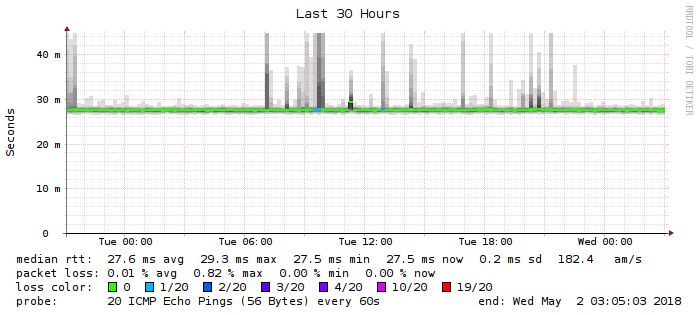 Last 30 Hours
RRDTOOL / TOBI OETIKER
Seconds
40 m
30 m
20 m
10 m
0
Tue 00:00 Tue 06:00 Tue 12:00 Tue 18:00 Wed 00:00
median rtt: 27.6 ms avg 29.3 ms max 27.5 ms min 27.5 ms now 0.2 ms sd 182.4 am/s
packet loss: 0.01 % avg 0.82 % max 0.00 % min 0.00 % now
loss color: 0 1/20 2/20 3/20 4/20 10/20 19/20
probe: 20 ICMP Echo Pings (56 Bytes) every 60s end: Wed May 2 03:05:03 2018